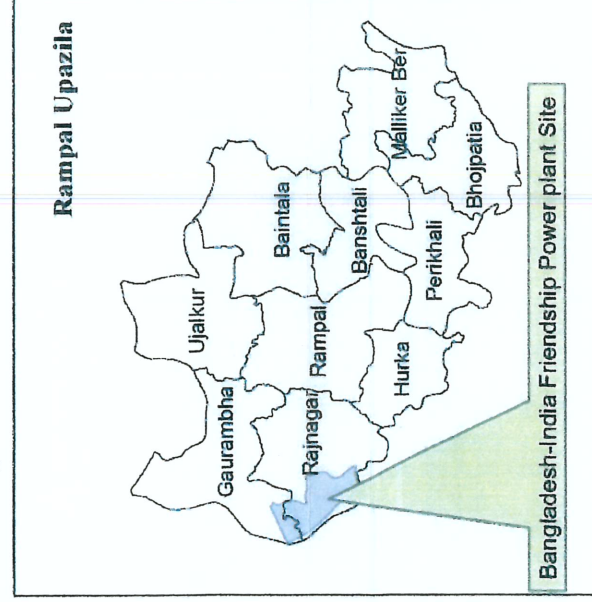 Rampal Upazila
Ujalkur
Gaurambha
Baintala
Rampal
Rajnagar
Banshtali
Malliker Ber
Hurka
Perikhali
Bhojpatia
Bangladesh-India Friendship Power plant Site